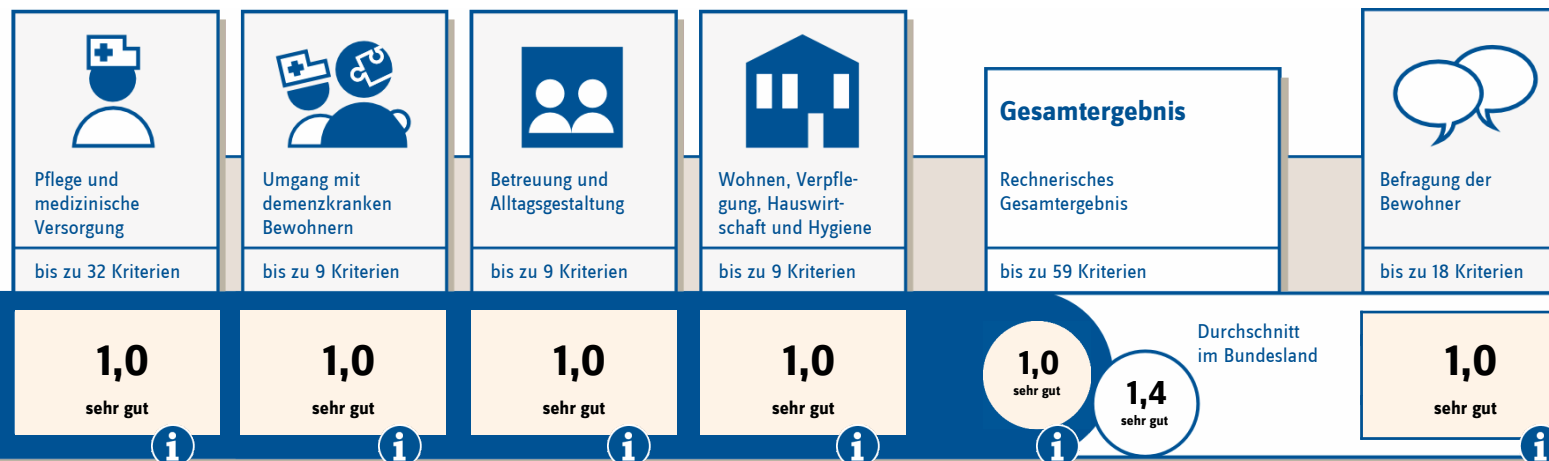 Pflege und
medizinische
Versorgung
bis zu 32 Kriterien
1,0
sehr gut
i
Umgang mit
demenzkranken
Bewohnern
bis zu 9 Kriterien
1,0
sehr gut
i
Betreuung und
Alltagsgestaltung
bis zu 9 Kriterien
1,0
sehr gut
i
Wohnen, Verpfle-
gung, Hauswirt-
schaft und Hygiene
bis zu 9 Kriterien
1,0
sehr gut
i
Gesamtergebnis
Rechnerisches
Gesamtergebnis
bis zu 59 Kriterien
1,0
sehr gut
i
1,4
sehr gut
Durchschnitt
im Bundesland
Befragung der
Bewohner
bis zu 18 Kriterien
1,0
sehr gut
i